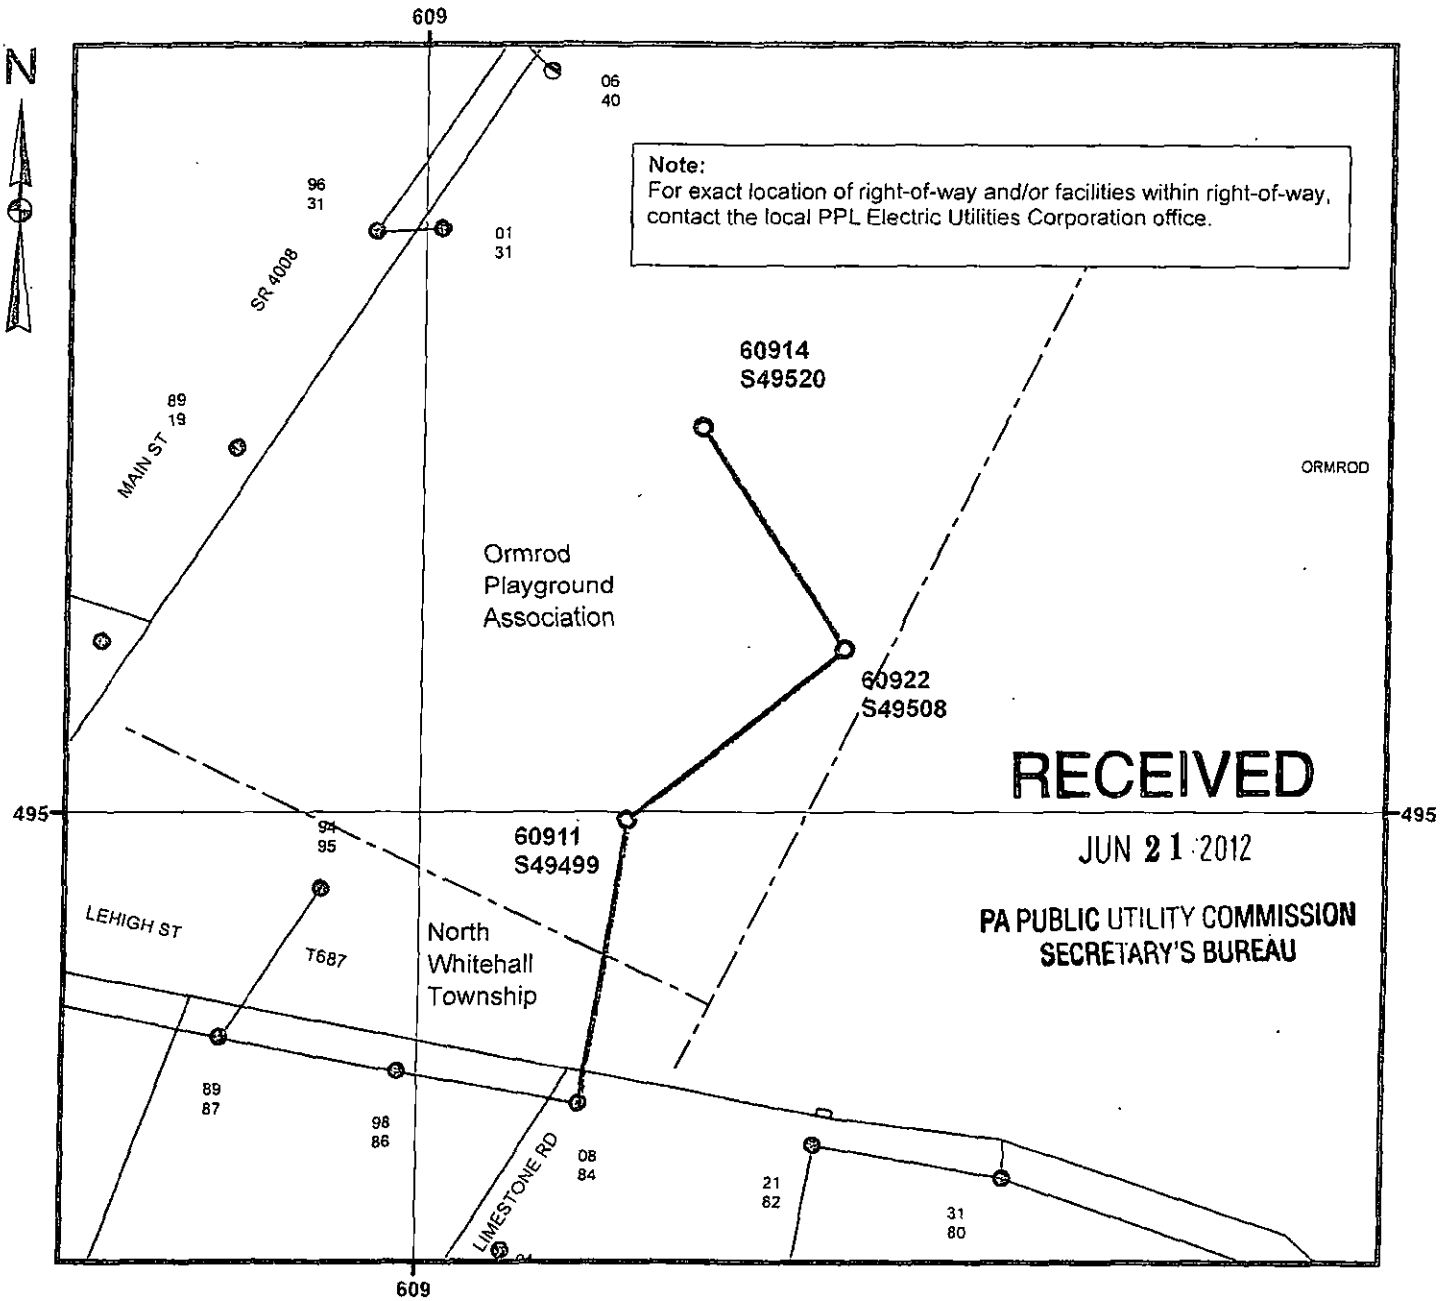 609
N
06
40
Note:
For exact location of right-of-way and/or facilities within right-of-way,
contact the local PPL Electric Utilities Corporation office.
96
31
01
31
SR 4008
60914
S49520
89
19
MAIN ST
ORMROD
Ormrod
Playground
Association
60922
S49508
RECEIVED
495
495
94
95
60911
S49499
JUN 21 2012
LEHIGH ST
T687
North
Whitehall
Township
PA PUBLIC UTILITY COMMISSION
SECRETARY'S BUREAU
89
87
98
86
LIMESTONE RD
08
84
21
82
31
80
609